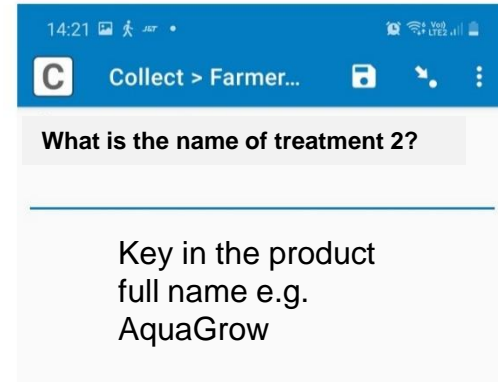 14:21
C Collect > Farmer...
What is the name of treatment 2?
Key in the product
full name e.g.
AquaGrow